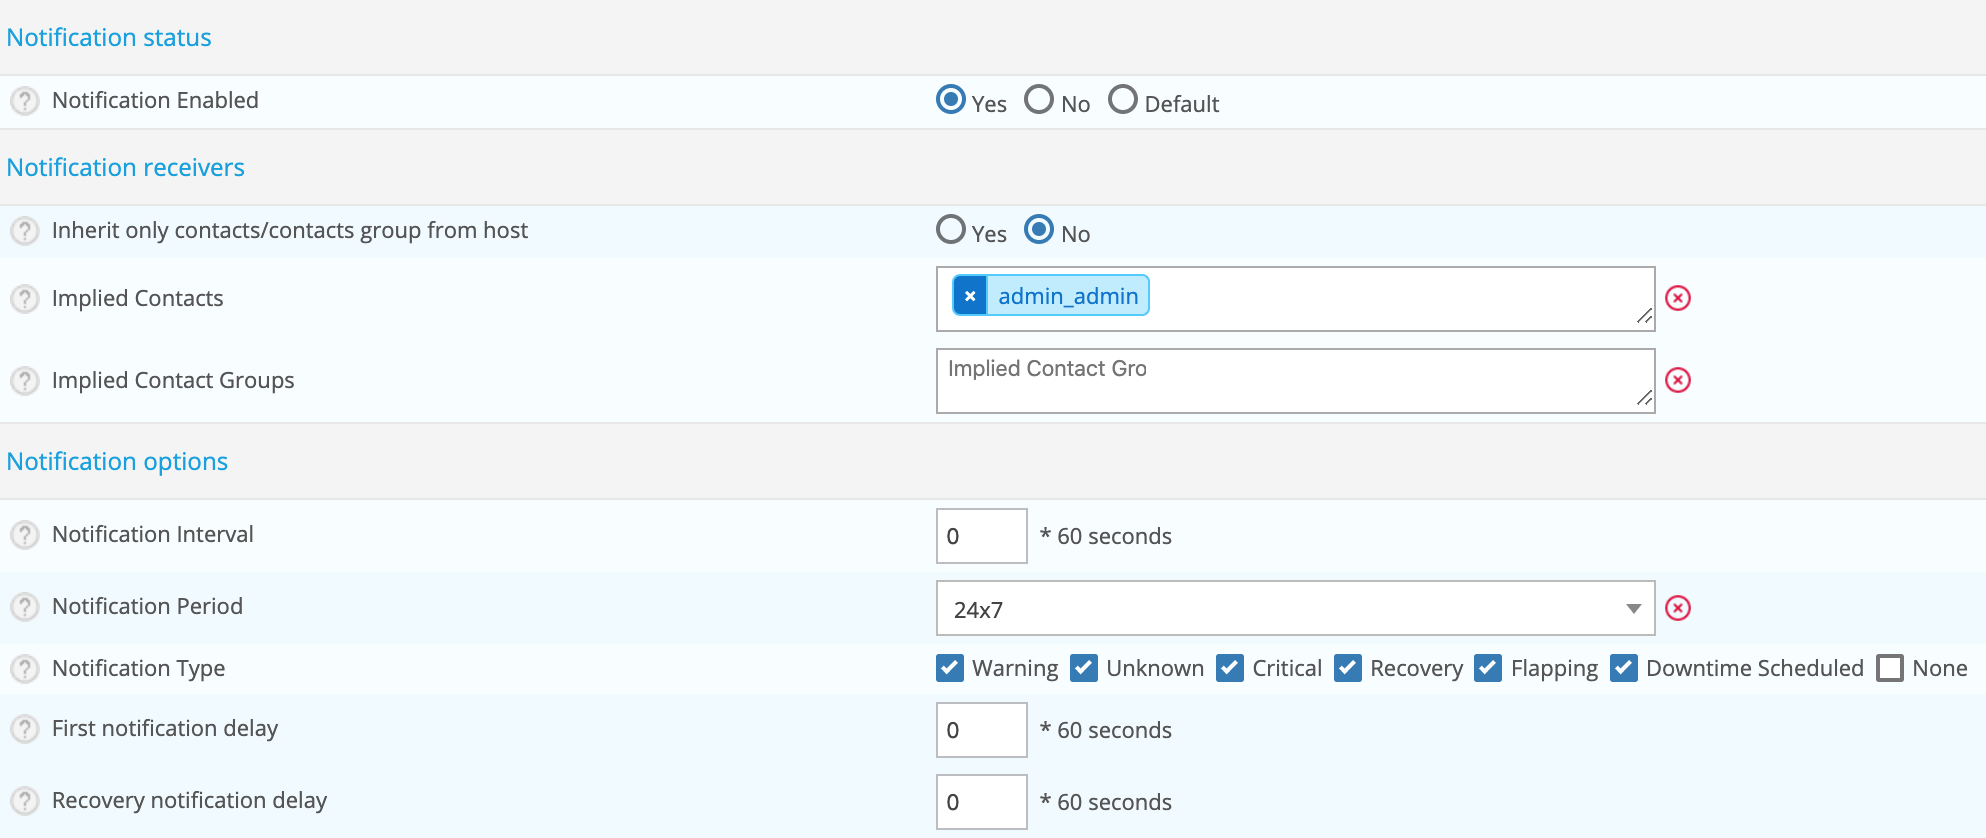 Notification status
Notification Enabled Yes No Default
Notification receivers
Inherit only contacts/contacts group from host Yes No
Implied Contacts × admin_admin
Implied Contact Groups Implied Contact Gro
Notification options
Notification Interval 0 * 60 seconds
Notification Period 24x7
Notification Type Warning Unknown Critical Recovery Flapping Downtime Scheduled None
First notification delay 0 * 60 seconds
Recovery notification delay 0 * 60 seconds